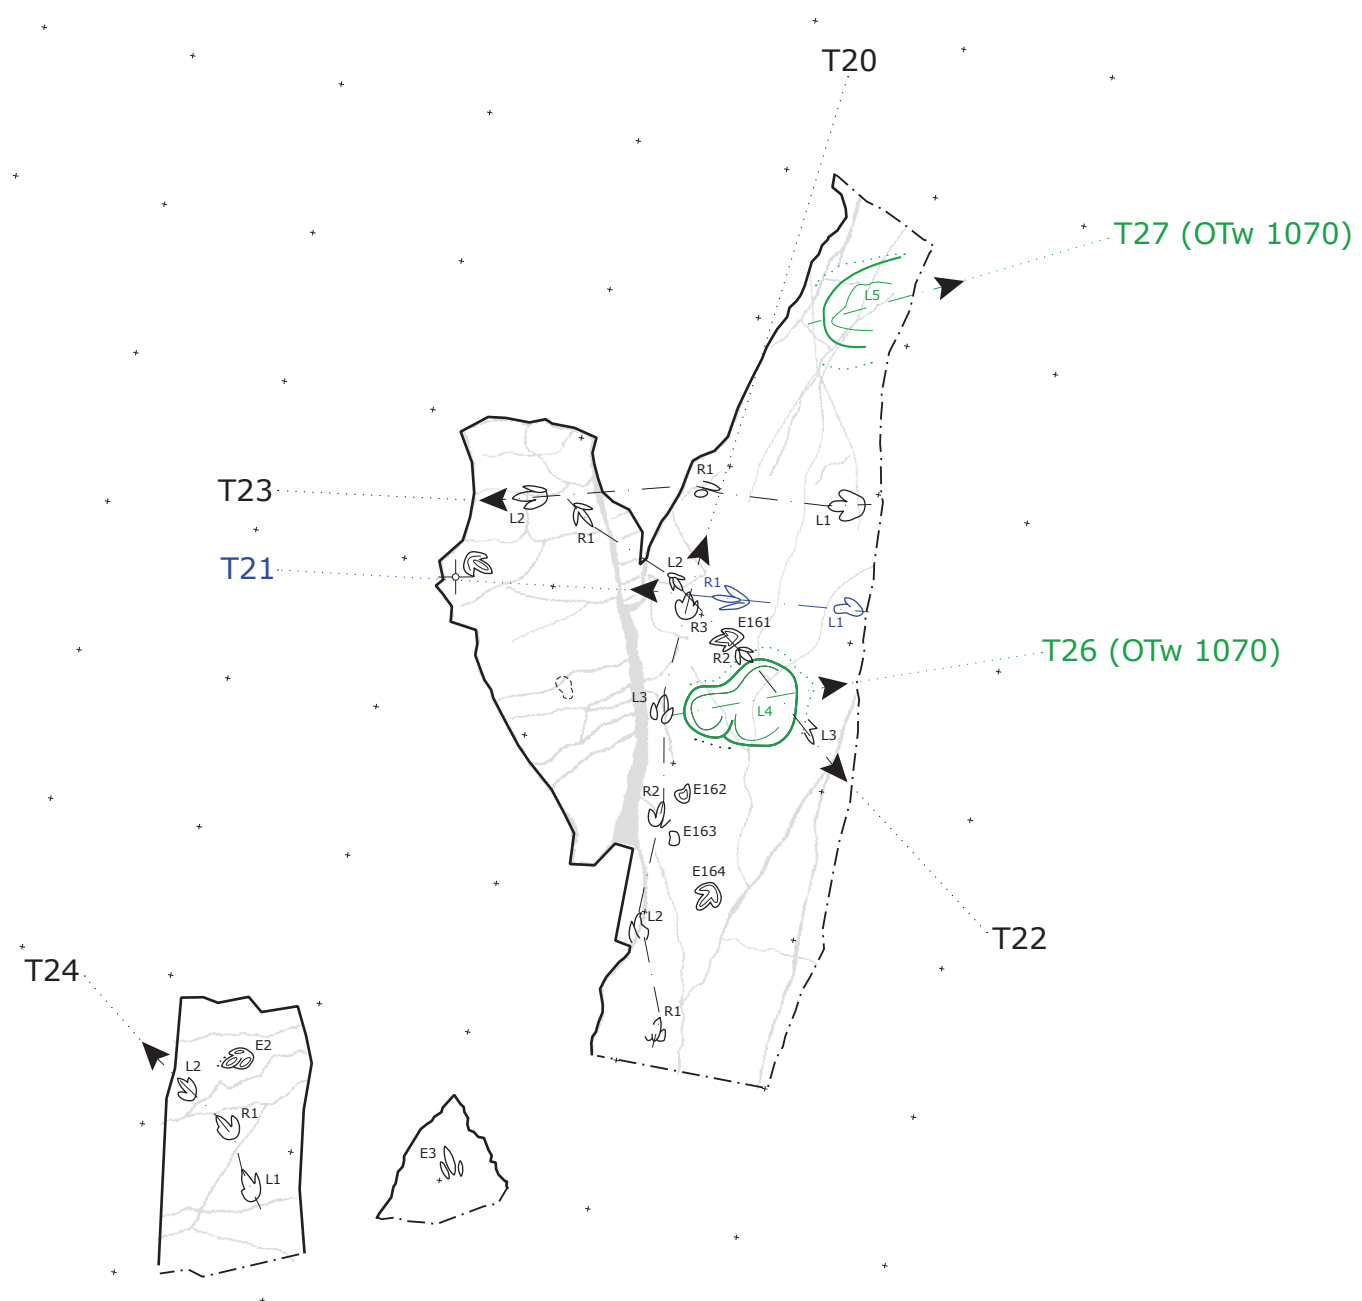 T20
T27 (OTw 1070)
L5
R1
T23
L2
L1
R1
L2
T21
R1
L1
R3
E161
R2
T26 (OTw 1070)
L3
L4
L3
R2
E162
E163
E164
L2
T22
T24
R1
E2
L2
R1
E3
L1